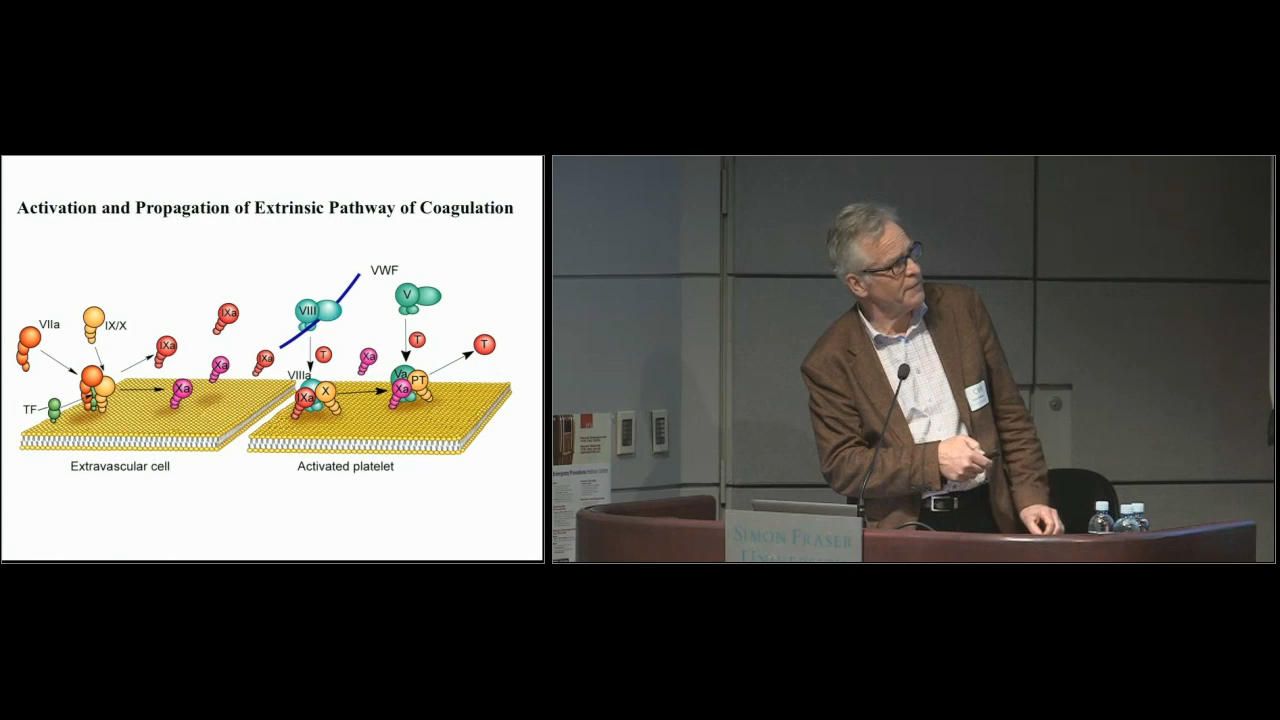 Activation and Propagation of Extrinsic Pathway of Coagulation
VWF
V
VIII
VIIa
IX/X
IXa
IXa
T
T
Xa
Xa
IXa
T
Xa
VIIIa
Va
PT
TF
IXa
X
Xa
Extravascular cell
Activated platelet
SIMON FRASER